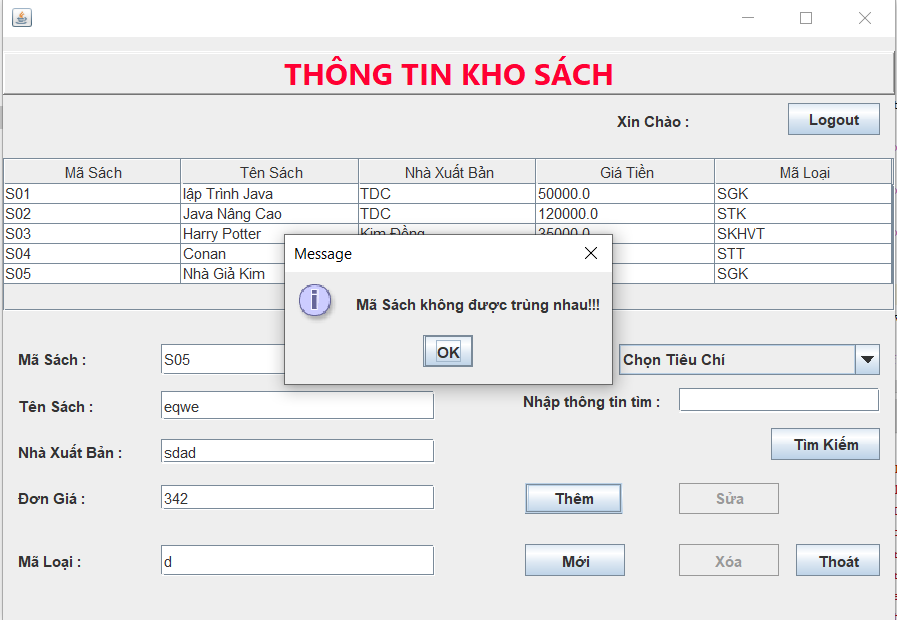 THÔNG TIN KHO SÁCH
Xin Chào :
Logout
Mã Sách Tên Sách Nhà Xuất Bản Giá Tiền Mã Loại
S01 lập Trình Java TDC 50000.0 SGK
S02 Java Nâng Cao TDC 120000.0 STK
S03 Harry Potter Kim Đồng 35000.0 SKHVT
S04 Conan STT
S05 Nhà Giả Kim SGK
Message
Mã Sách không được trùng nhau!!!
OK
Mã Sách : S05
Chọn Tiêu Chí
Tên Sách : eqwe
Nhập thông tin tìm :
Nhà Xuất Bản : sdad
Tìm Kiếm
Đơn Giá : 342
Thêm Sửa
Mã Loại : d
Mới Xóa Thoát